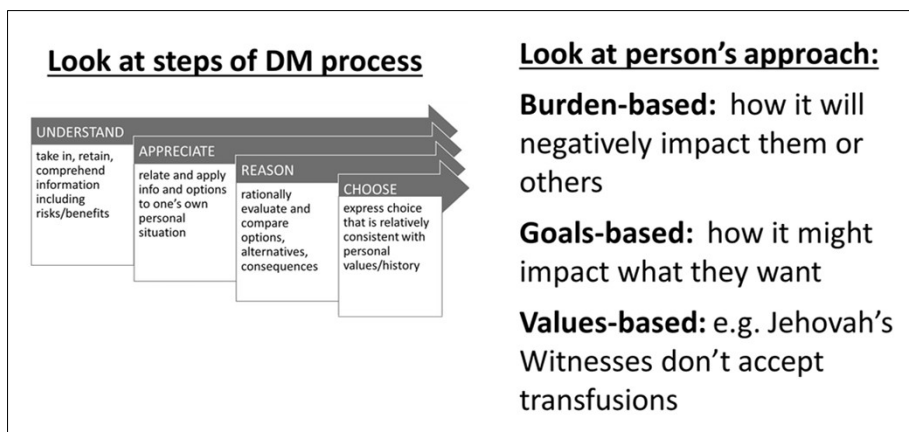 Look at steps of DM process
UNDERSTAND
take in, retain,
comprehend
information
including
risks/benefits
APPRECIATE
relate and apply
info and options
to one's own
personal
situation
REASON
rationally
evaluate and
compare
options,
alternatives,
consequences
CHOOSE
express choice
that is relatively
consistent with
personal
values/history
Look at person's approach:
Burden-based: how it will
negatively impact them or
others
Goals-based: how it might
impact what they want
Values-based: e.g. Jehovah's
Witnesses don't accept
transfusions